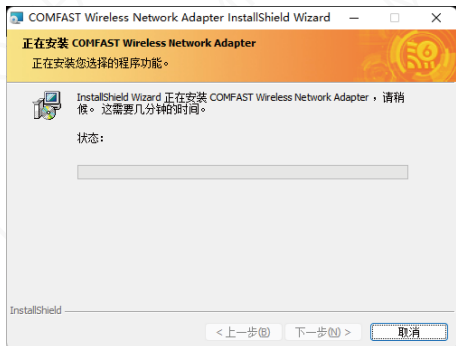 COMFAST Wireless Network Adapter InstallShield Wizard
正在安装 COMFAST Wireless Network Adapter
正在安装您选择的程序功能。
InstallShield Wizard 正在安装 COMFAST Wireless Network Adapter，请稍
候。这需要几分钟的时间。
状态：
InstallShield
<上一步(B) 下一步(N)> 取消